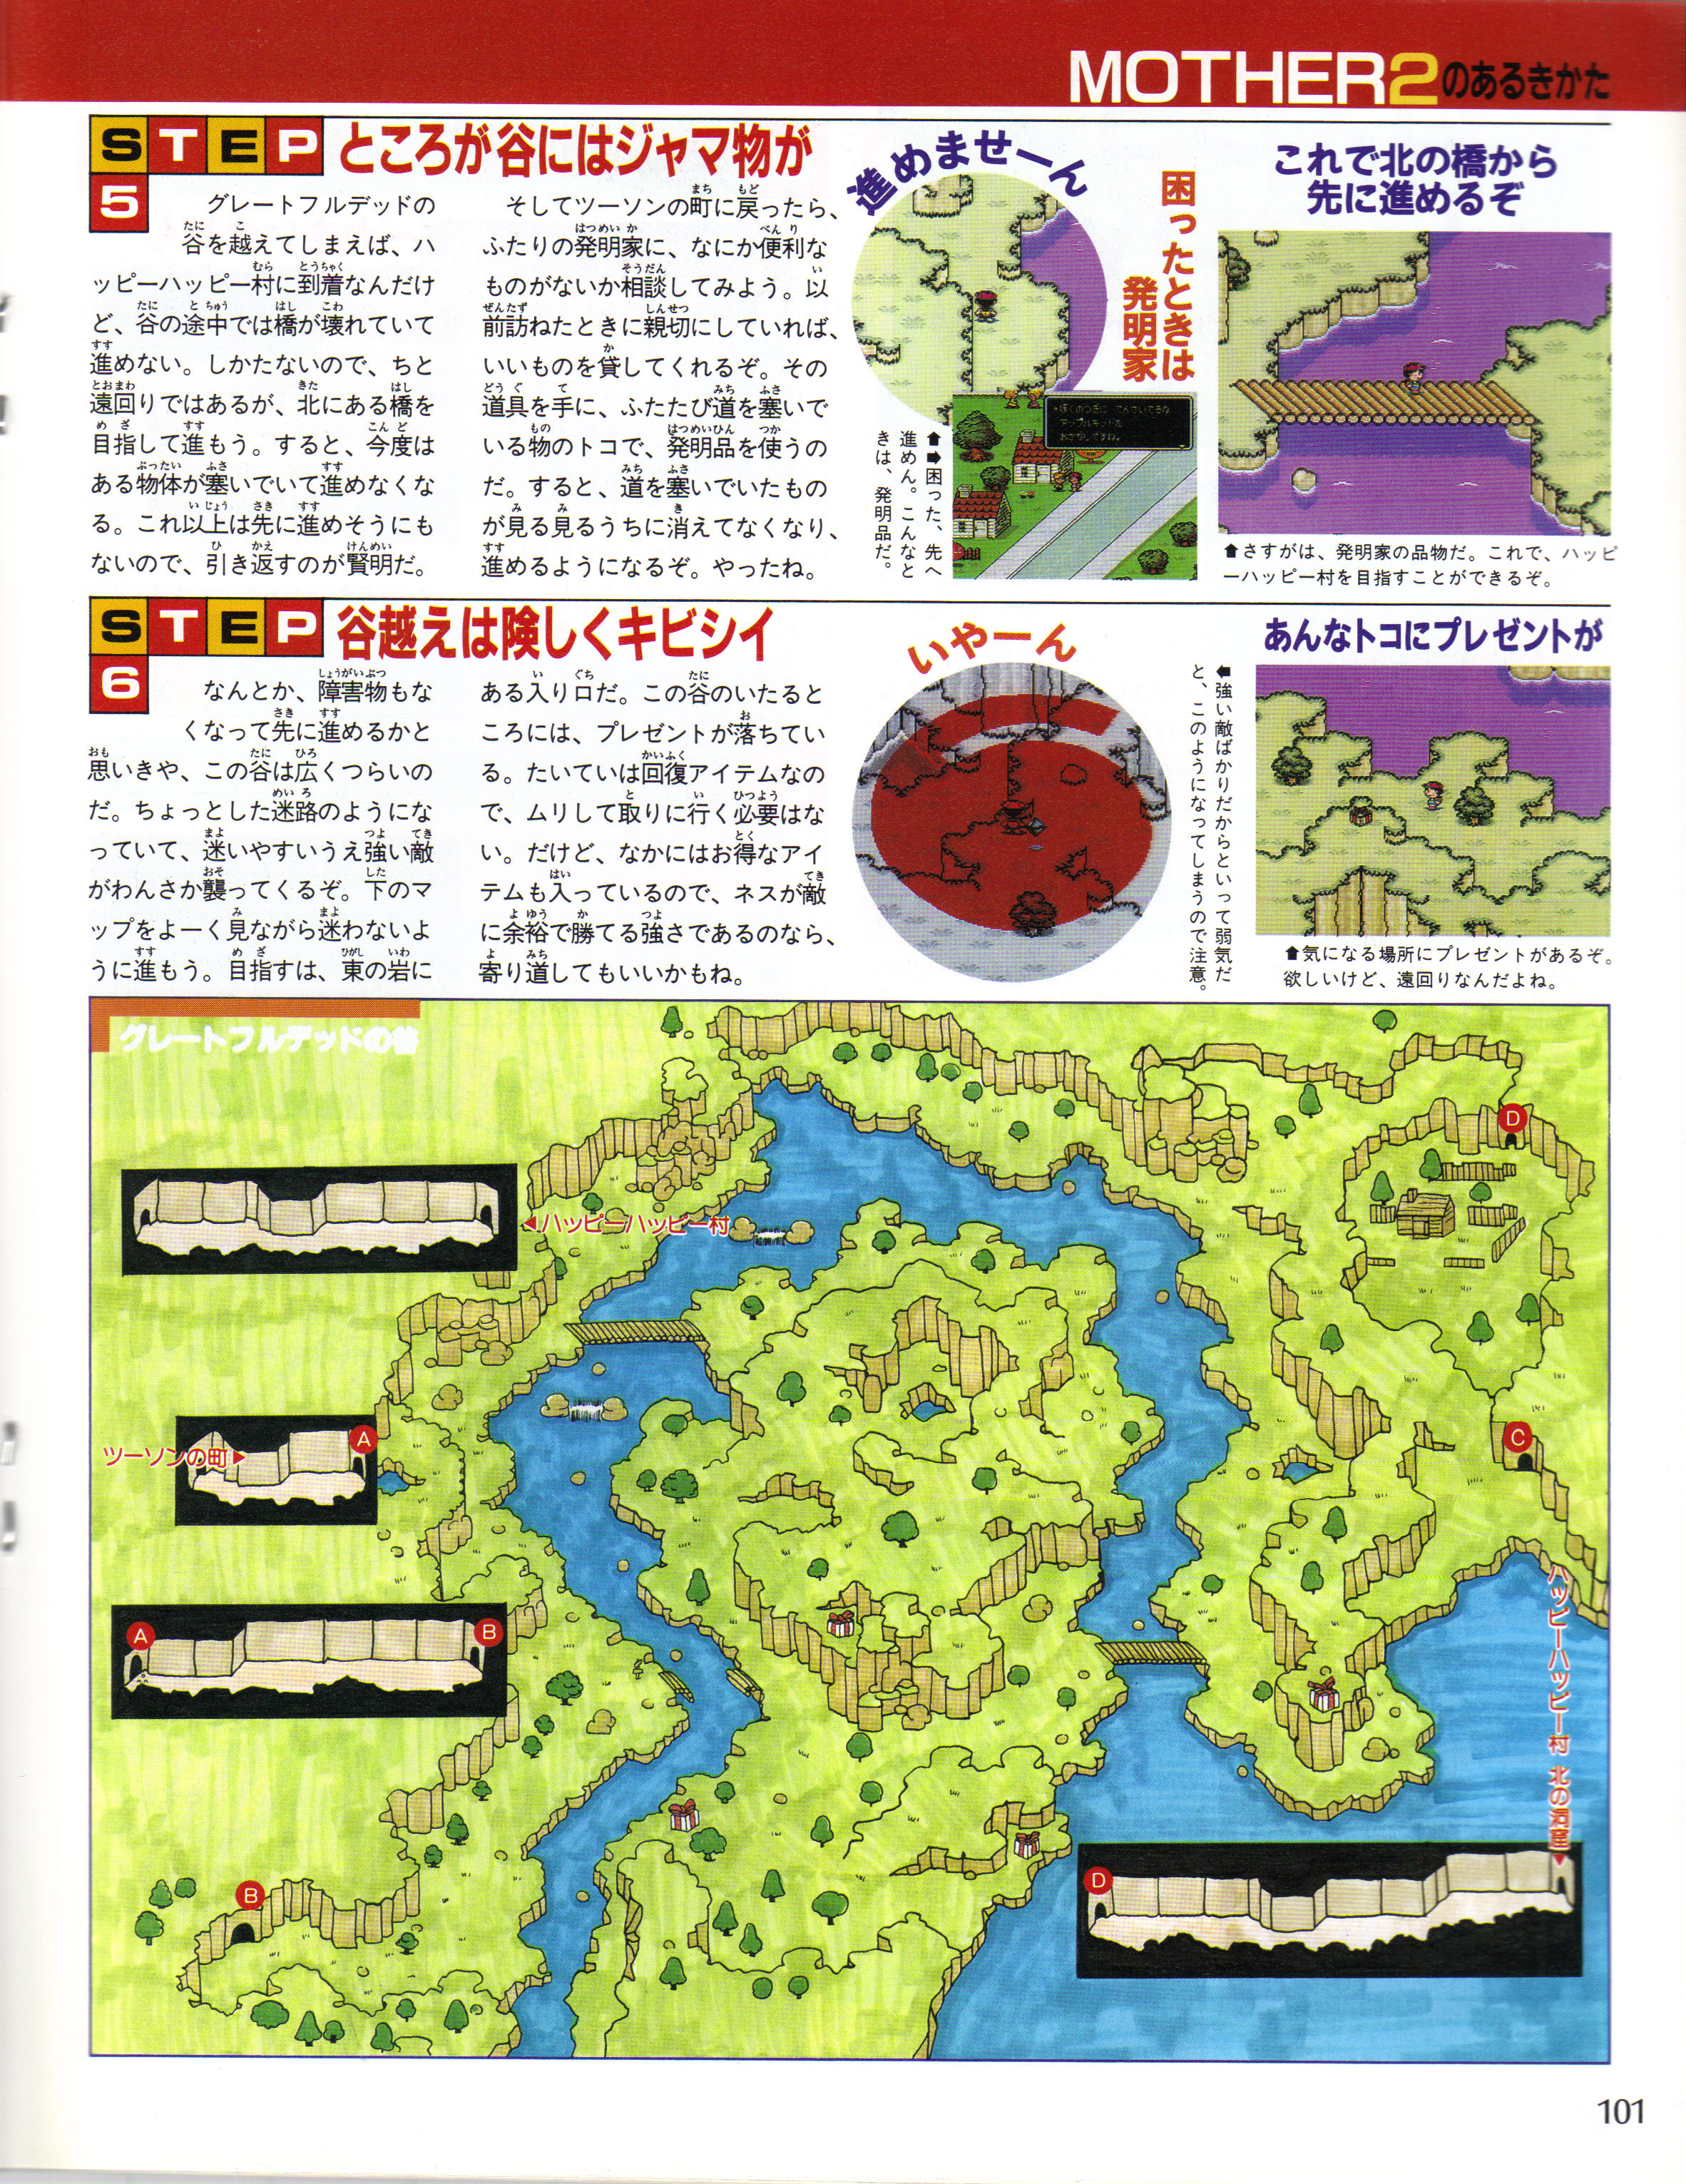 MOTHER2のあるきかた
STEP
5
ところが谷にはジャマ物が
グレートフルデッドの
谷を越えてしまえば、ハ
ッピーハッピー村に到着なんだけ
ど、谷の途中では橋が壊れていて
進めない。しかたないので、ちと
遠回りではあるが、北にある橋を
目指して進もう。すると、今度は
ある物体が塞いでいて進めなくな
る。これ以上は先に進めそうにも
ないので、引き返すのが賢明だ。
そしてツーソンの町に戻ったら、
ふたりの発明家に、なにか便利な
ものがないか相談してみよう。以
前訪ねたときに親切にしていれば、
いいものを貸してくれるぞ。その
道具を手に、ふたたび道を塞いで
いる物のトコで、発明品を使うの
だ。すると、道を塞いでいたもの
が見る見るうちに消えてなくなり、
進めるようになるぞ。やったね。
進めませーん
困ったときは
発明家
⬆➡困った、先へ
進めん。こんなと
きは、発明品だ。
これで北の橋から
先に進めるぞ
⬆さすがは、発明家の品物だ。これで、ハッピ
ーハッピー村を目指すことができるぞ。
STEP
6
谷越えは険しくキビシイ
なんとか、障害物もな
くなって先に進めるかと
思いきや、この谷は広くつらいの
だ。ちょっとした迷路のようにな
っていて、迷いやすいうえ強い敵
がわんさか襲ってくるぞ。下のマ
ップをよーく見ながら迷わないよ
うに進もう。目指すは、東の岩に
ある入り口だ。この谷のいたると
ころには、プレゼントが落ちてい
る。たいていは回復アイテムなの
で、ムリして取りに行く必要はな
い。だけど、なかにはお得なアイ
テムも入っているので、ネスが敵
に余裕で勝てる強さであるのなら、
寄り道してもいいかもね。
いやーん
⬅強い敵ばかりだからといって弱気だ
と、このようになってしまうので注意。
あんなトコにプレゼントが
⬆気になる場所にプレゼントがあるぞ。
欲しいけど、遠回りなんだよね。
グレートフルデッドの谷
D
◀ハッピーハッピー村
C
ツーソンの町▶
A
A
B
B
ハッピーハッピー村 北の洞窟▼
D
101